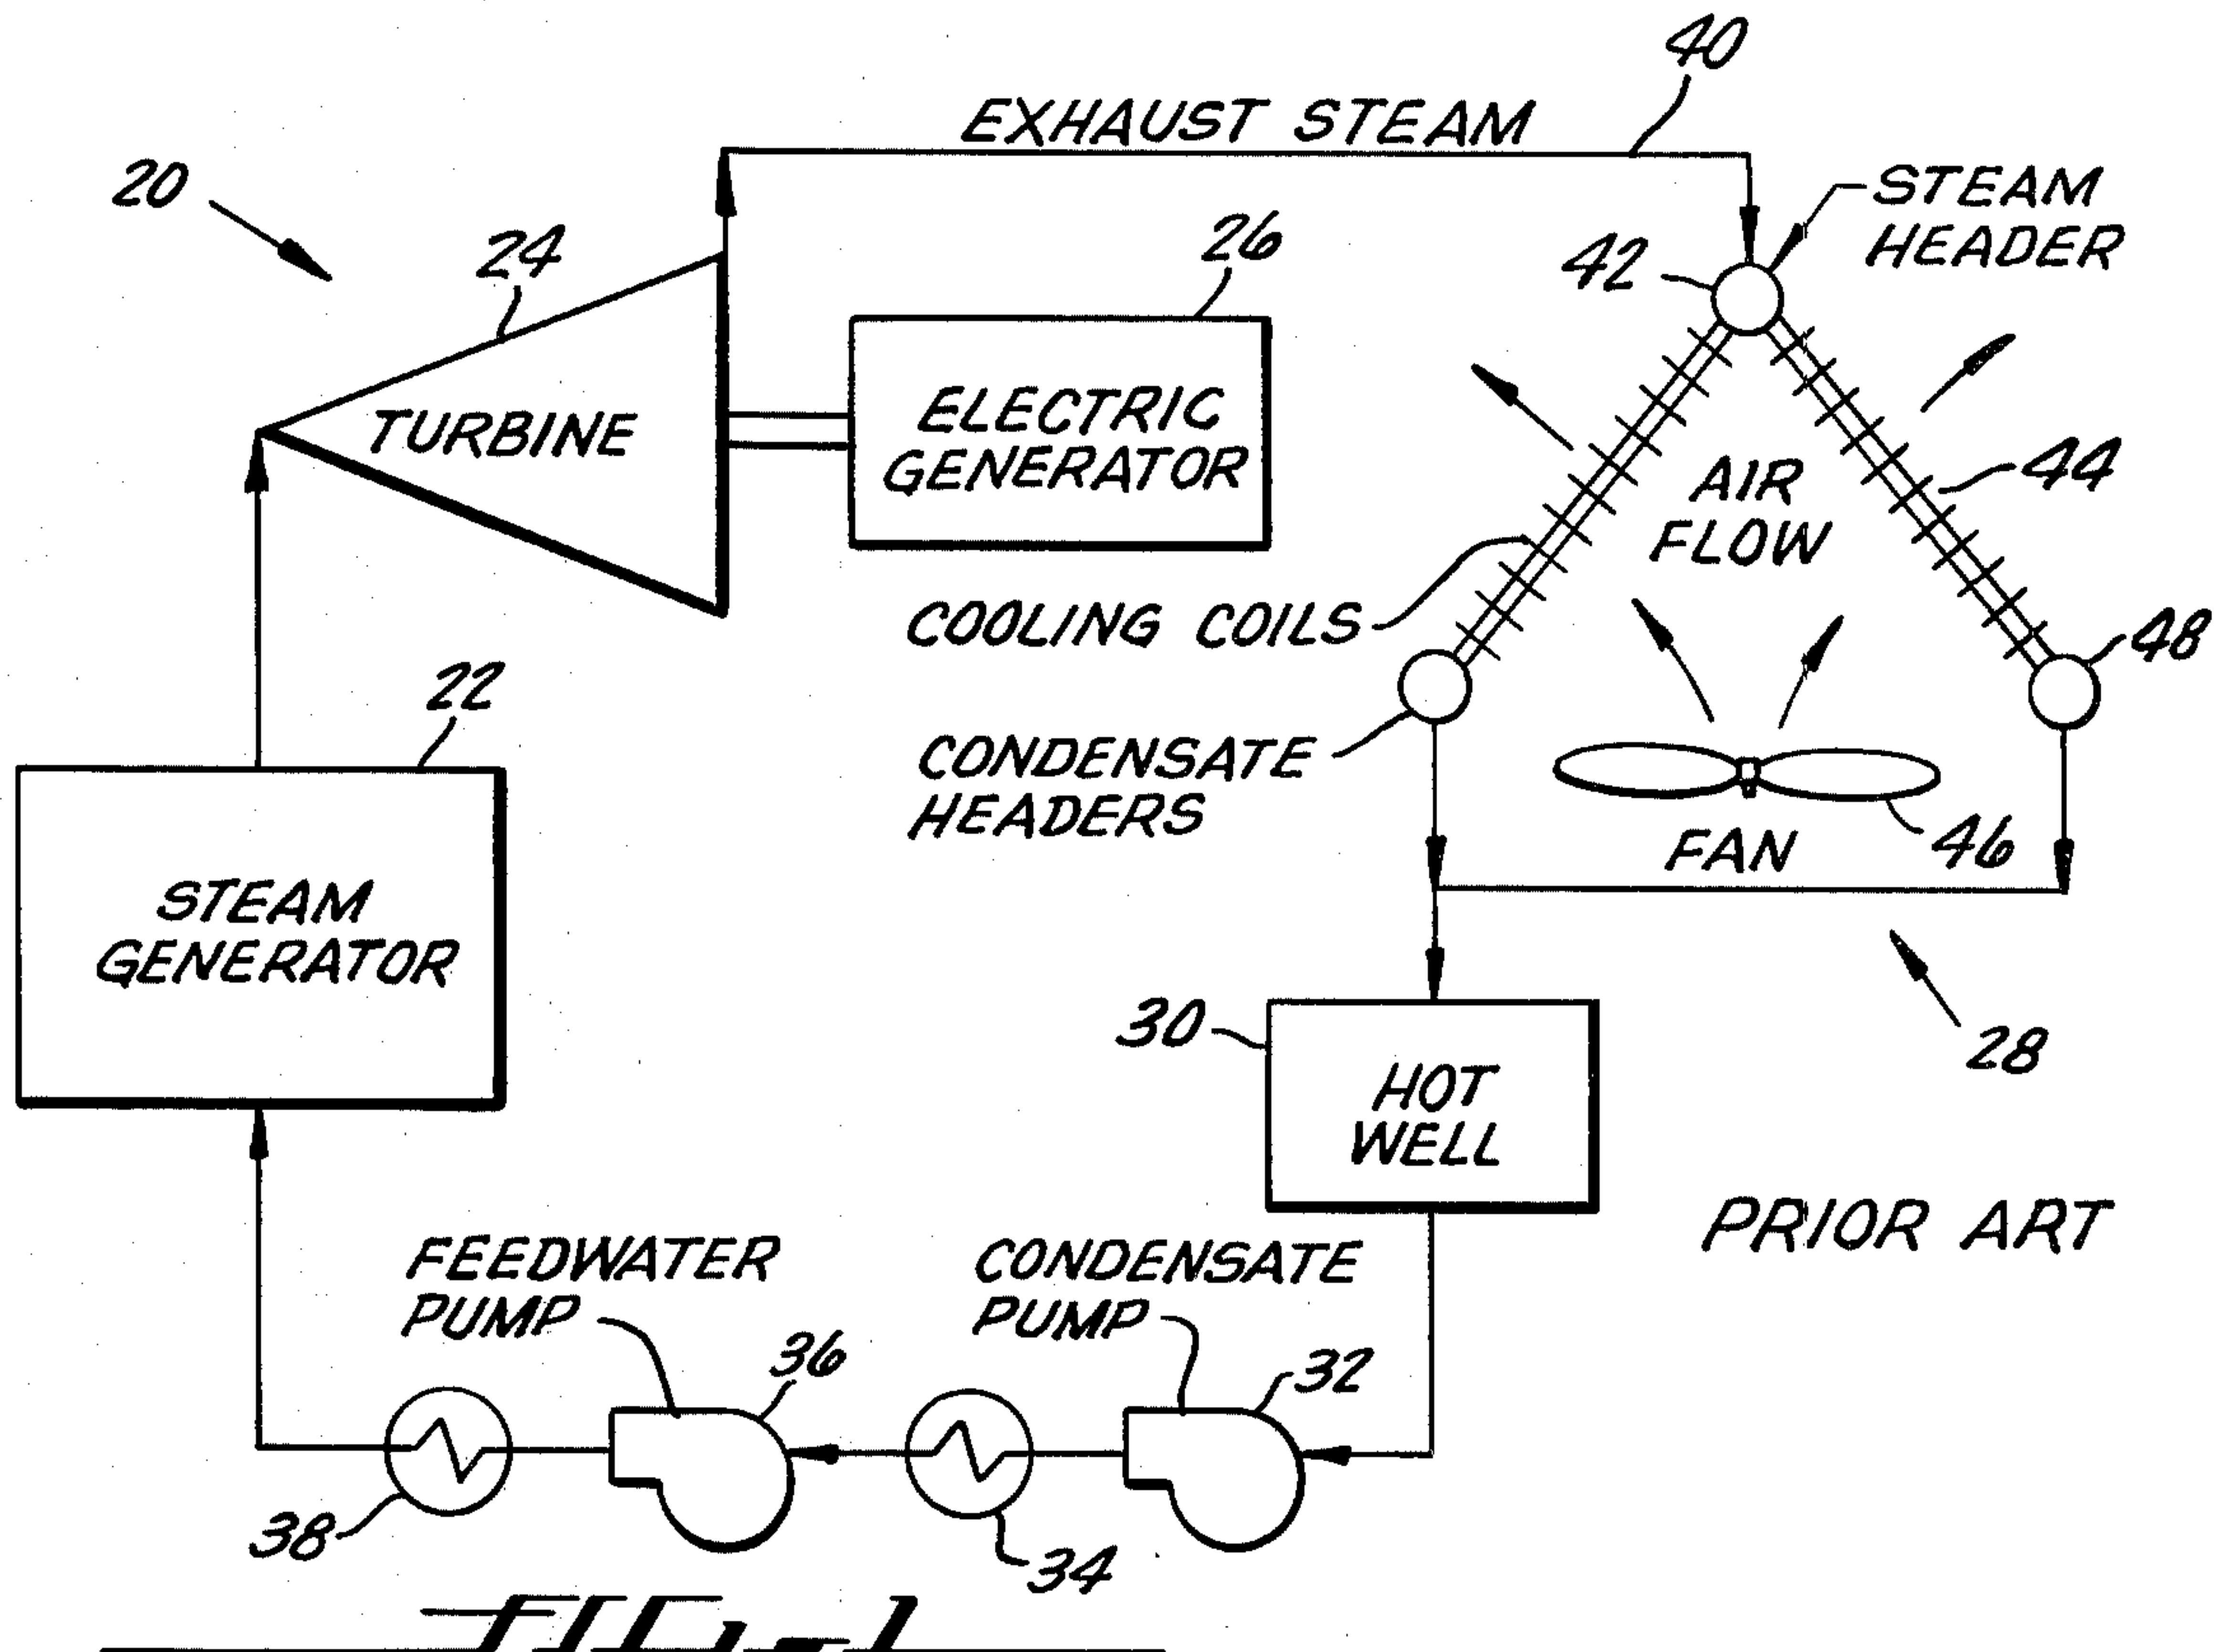 40
EXHAUST STEAM
STEAM
HEADER
20
24
26
42
TURBINE
ELECTRIC
GENERATOR
AIR
FLOW
44
COOLING COILS
48
22
CONDENSATE
HEADERS
FAN
46
STEAM
GENERATOR
30
28
HOT
WELL
PRIOR ART
FEEDWATER
PUMP
CONDENSATE
PUMP
36
32
38
34
FIG-1